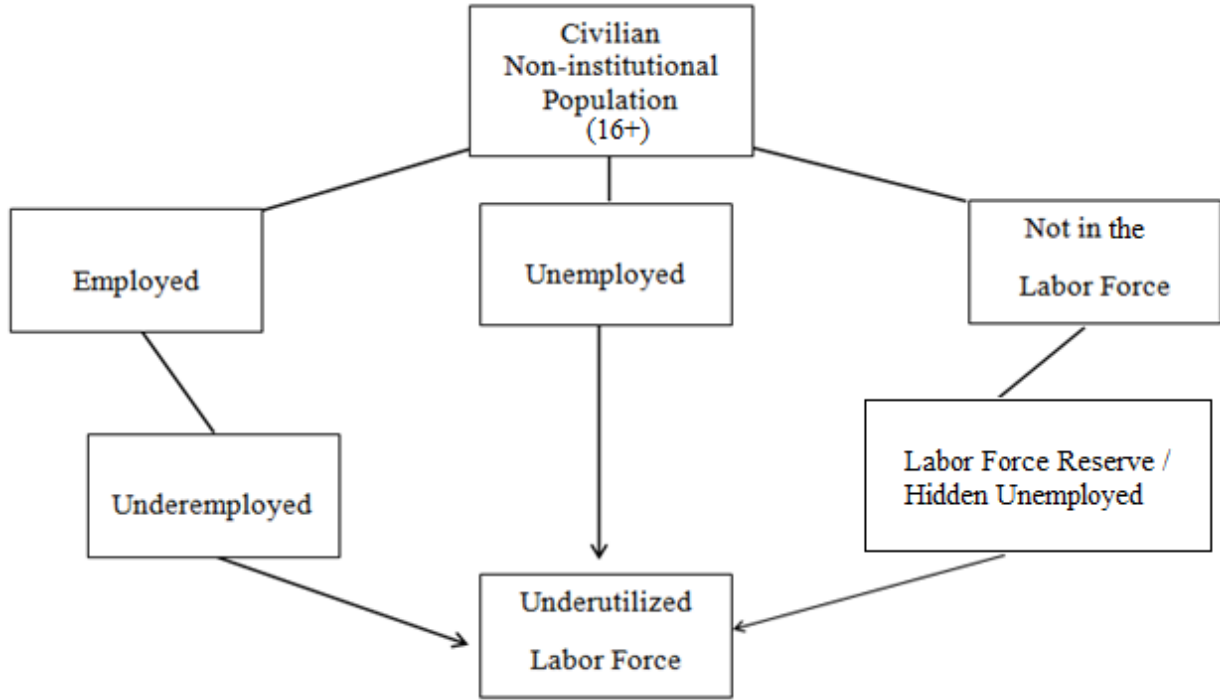 Civilian
Non-institutional
Population
(16+)
Employed
Unemployed
Not in the
Labor Force
Underemployed
Labor Force Reserve /
Hidden Unemployed
Underutilized
Labor Force